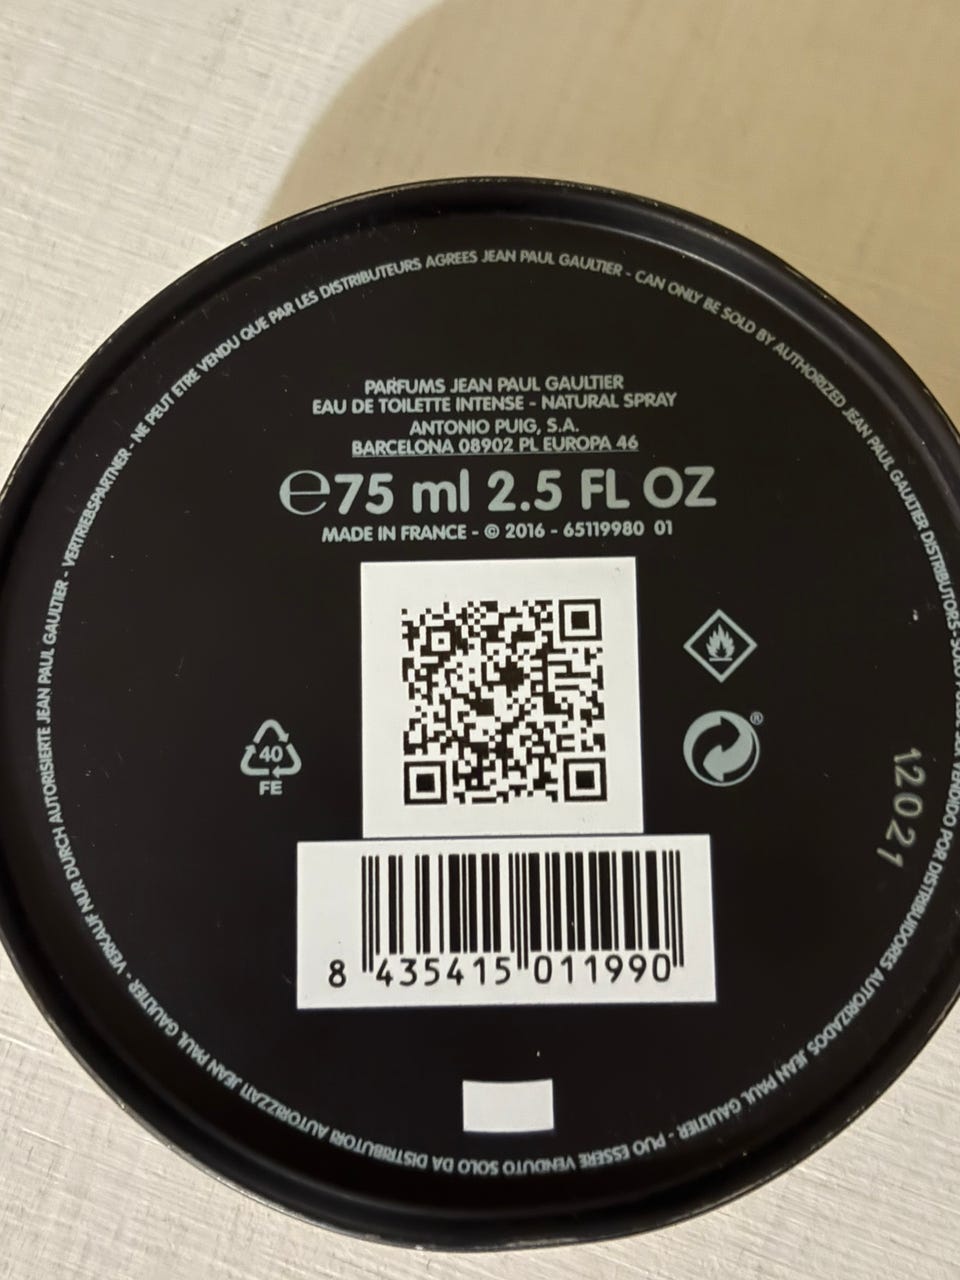 PARFUMS JEAN PAUL GAULTIER
EAU DE TOILETTE INTENSE - NATURAL SPRAY
ANTONIO PUIG, S.A.
BARCELONA 08902 PL EUROPA 46
℮75 ml 2.5 FL OZ
MADE IN FRANCE - © 2016 - 65119980 01
40
FE
®
12021
8 435415 011990
NE PEUT ETRE VENDU QUE PAR LES DISTRIBUTEURS AGREES JEAN PAUL GAULTIER - CAN ONLY BE SOLD BY AUTHORIZED JEAN PAUL GAULTIER DISTRIBUTORS - VENDIDO POR DISTRIBUIDORES AUTORIZADOS JEAN PAUL GAULTIER - PUO ESSERE VENDUTO SOLO DA DISTRIBUTORI AUTORIZZATI JEAN PAUL GAULTIER - VERKAUF NUR DURCH AUTORISIERTE JEAN PAUL GAULTIER - VERTRIEBSPARTNER -